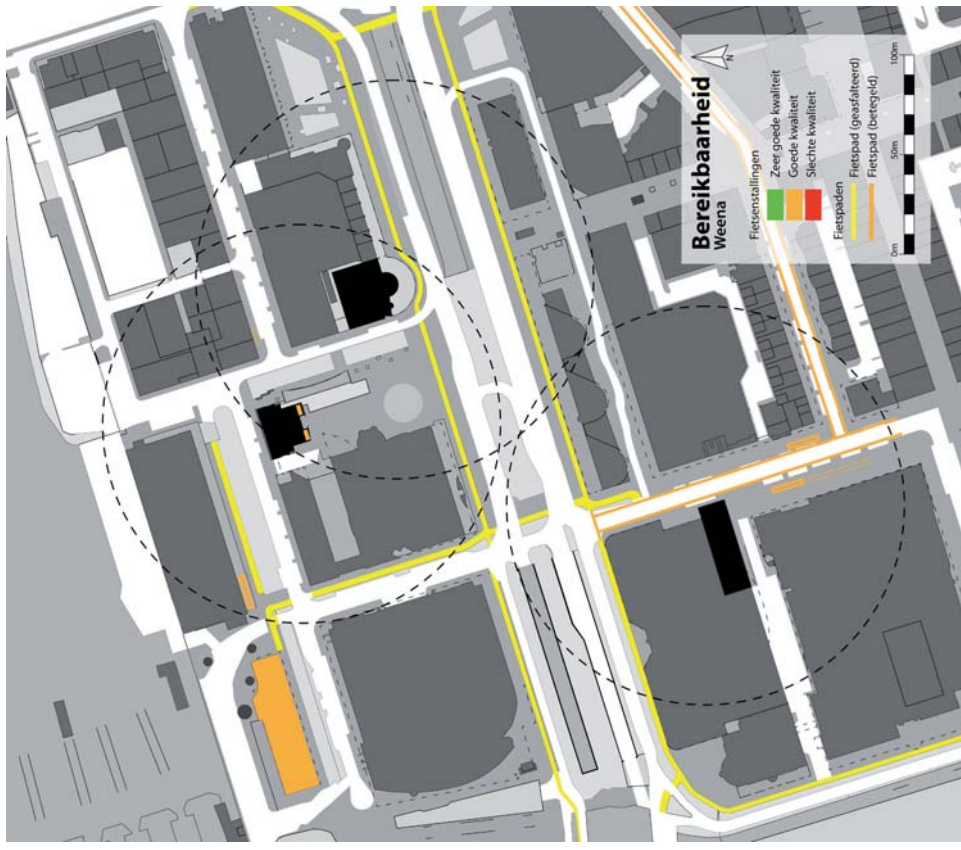 Bereikbaarheid
Weena
N
Fietsenstallingen
Zeer goede kwaliteit
Goede kwaliteit
Slechte kwaliteit
Fietspaden
Fietspad (geasfalteerd)
Fietspad (betegeld)
0m 50m 100m